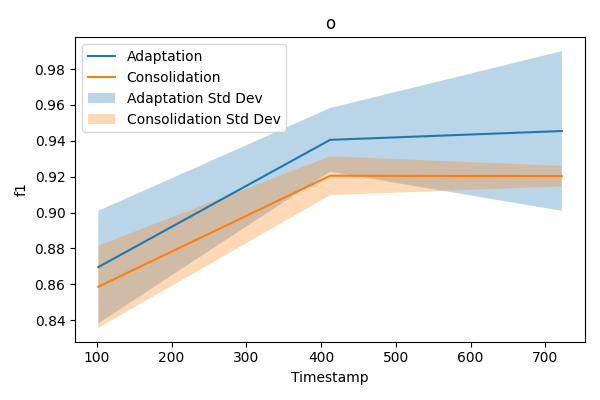 o
f1
0.98
0.96
0.94
0.92
0.90
0.88
0.86
0.84
Adaptation
Consolidation
Adaptation Std Dev
Consolidation Std Dev
100 200 300 400 500 600 700
Timestamp